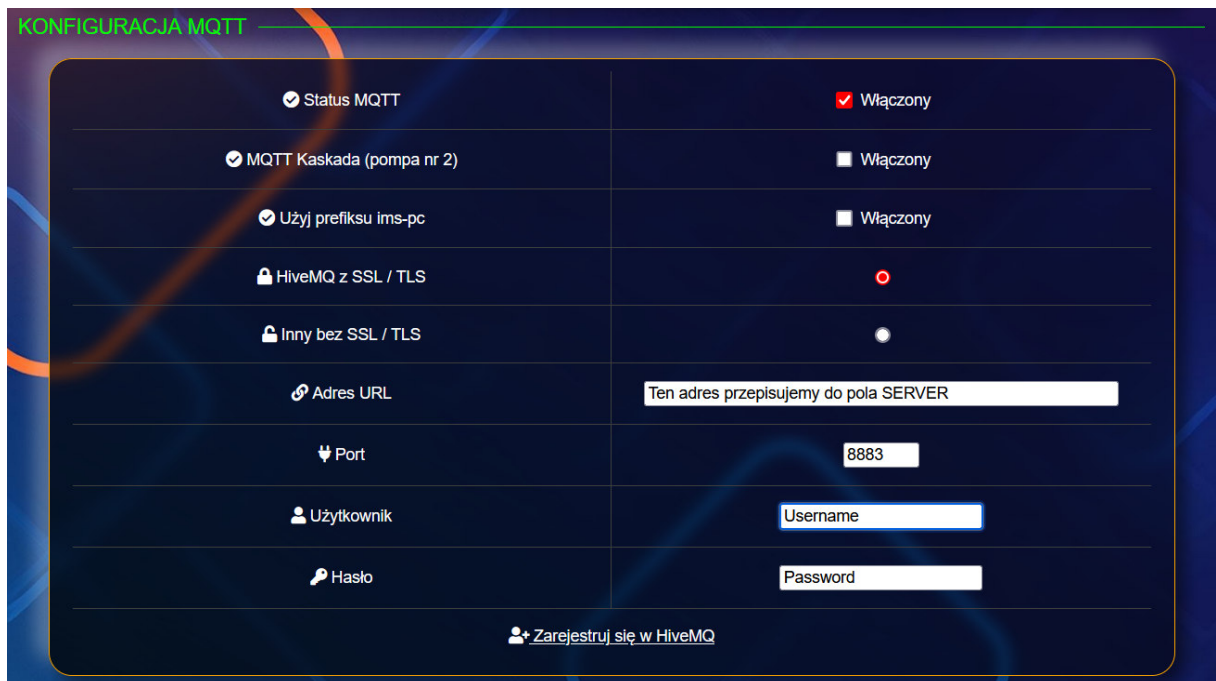 KONFIGURACJA MQTT
Status MQTT Włączony
MQTT Kaskada (pompa nr 2) Włączony
Użyj prefiksu ims-pc Włączony
HiveMQ z SSL / TLS
Inny bez SSL / TLS
Adres URL Ten adres przepisujemy do pola SERVER
Port 8883
Użytkownik Username
Hasło Password
Zarejestruj się w HiveMQ